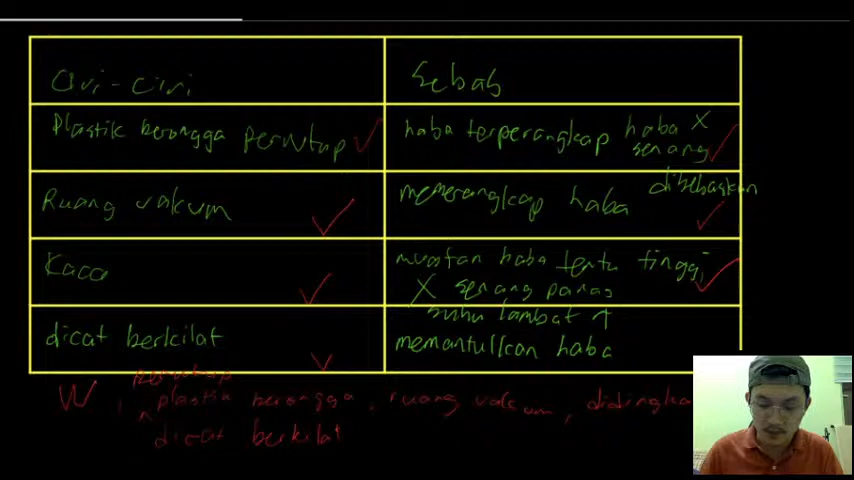 Ciri-ciri
Sebab
Plastik berongga penutup
haba terperangkap haba X
senang
dibebaskan
Ruang vakum
memerangkap haba
Kaca
muatan haba tentu tinggi
X senang panas
suhu lambat ↑
dicat berkilat
memantulkan haba
W, penutup
plastik berongga, ruang vakum,
dicat berkilat